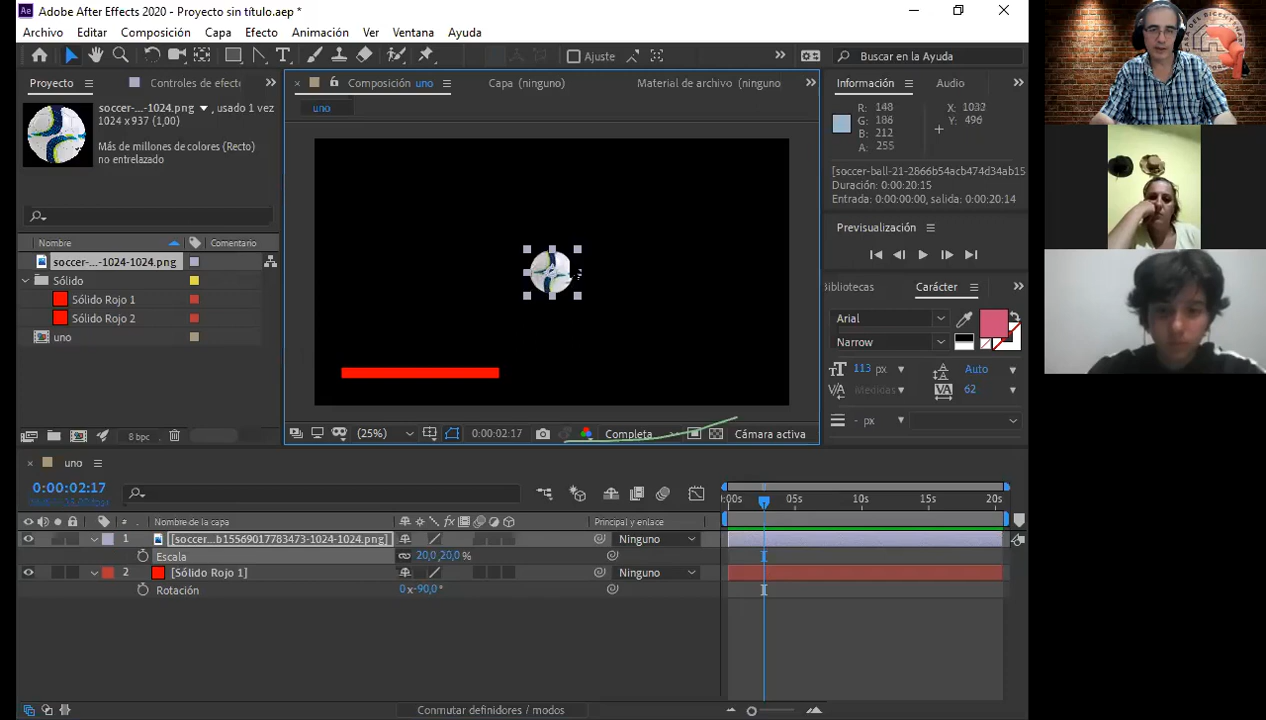 Ae Adobe After Effects 2020 - Proyecto sin título.aep *
Archivo Editar Composición Capa Efecto Animación Ver Ventana Ayuda
Ajuste Buscar en la Ayuda
Proyecto Controles de efecto
Composición uno Capa (ninguno) Material de archivo (ninguno
Información Audio
soccer-...-1024.png, usado 1 vez
1024 x 937 (1,00)
Más de millones de colores (Recto)
no entrelazado
uno
R: 148 X: 1032
G: 186 Y: 496
B: 212
A: 255
[soccer-ball-21-2866b54acb474d34ab15
Duración: 0:00:20:15
Entrada: 0:00:00:00, salida: 0:00:20:14
Previsualización
Nombre Comentario
soccer-...-1024-1024.png
Sólido
Sólido Rojo 1
Sólido Rojo 2
uno
Bibliotecas Carácter
Arial
Narrow
113 px Auto
Medidas 62
- px
8 bpc
(25%) 0:00:02:17 Completa Cámara activa
uno
0:00:02:17
:00s 05s 10s 15s 20s
# Nombre de la capa fx Principal y enlace
1 [soccer...b15569017783473-1024-1024.png] Ninguno
Escala 20,0,20,0 %
2 [Sólido Rojo 1] Ninguno
Rotación 0 x-90,0 °
Conmutar definidores / modos